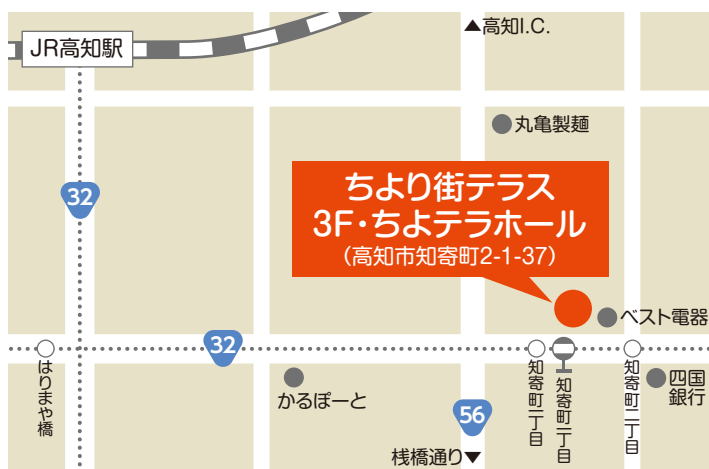 ▲高知I.C.
JR高知駅
丸亀製麺
ちより街テラス
3F・ちよテラホール
(高知市知寄町2-1-37)
32
ベスト電器
32
はりまや橋
かるぽーと
知寄町一丁目
知寄町二丁目
知寄町二丁目
四国
銀行
56
桟橋通り▼